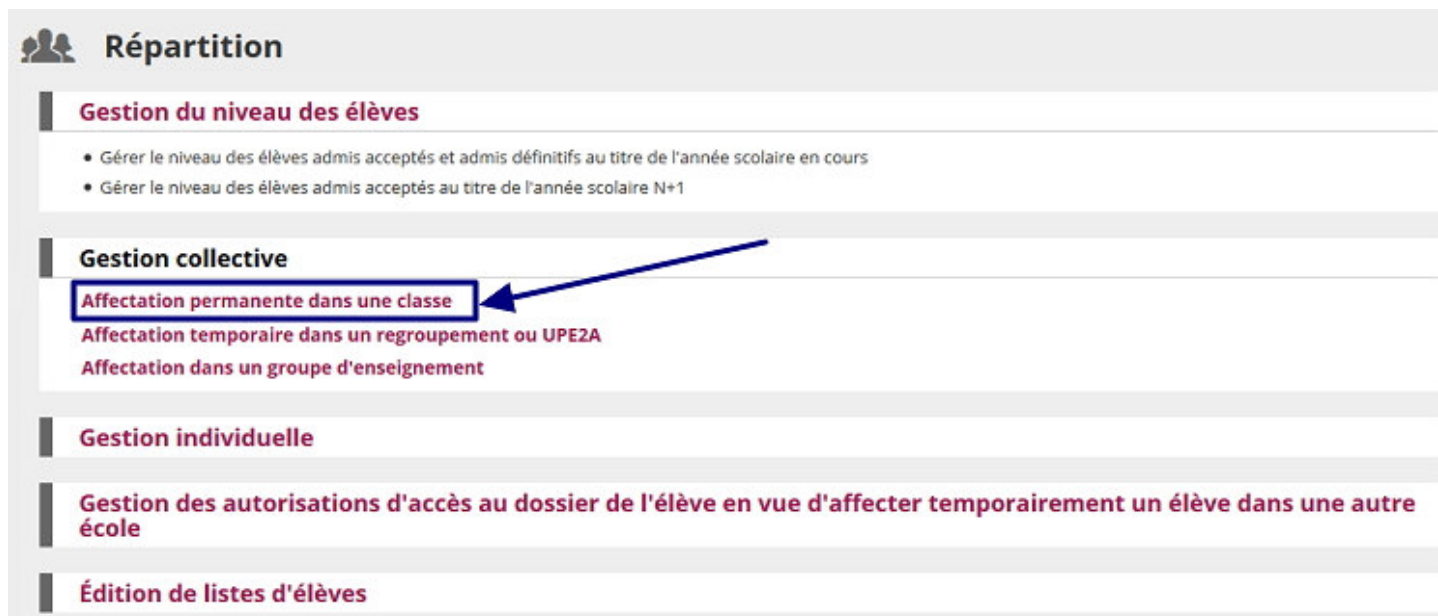 Répartition
Gestion du niveau des élèves
• Gérer le niveau des élèves admis acceptés et admis définitifs au titre de l'année scolaire en cours
• Gérer le niveau des élèves admis acceptés au titre de l'année scolaire N+1
Gestion collective
Affectation permanente dans une classe
Affectation temporaire dans un regroupement ou UPE2A
Affectation dans un groupe d'enseignement
Gestion individuelle
Gestion des autorisations d'accès au dossier de l'élève en vue d'affecter temporairement un élève dans une autre
école
Édition de listes d'élèves